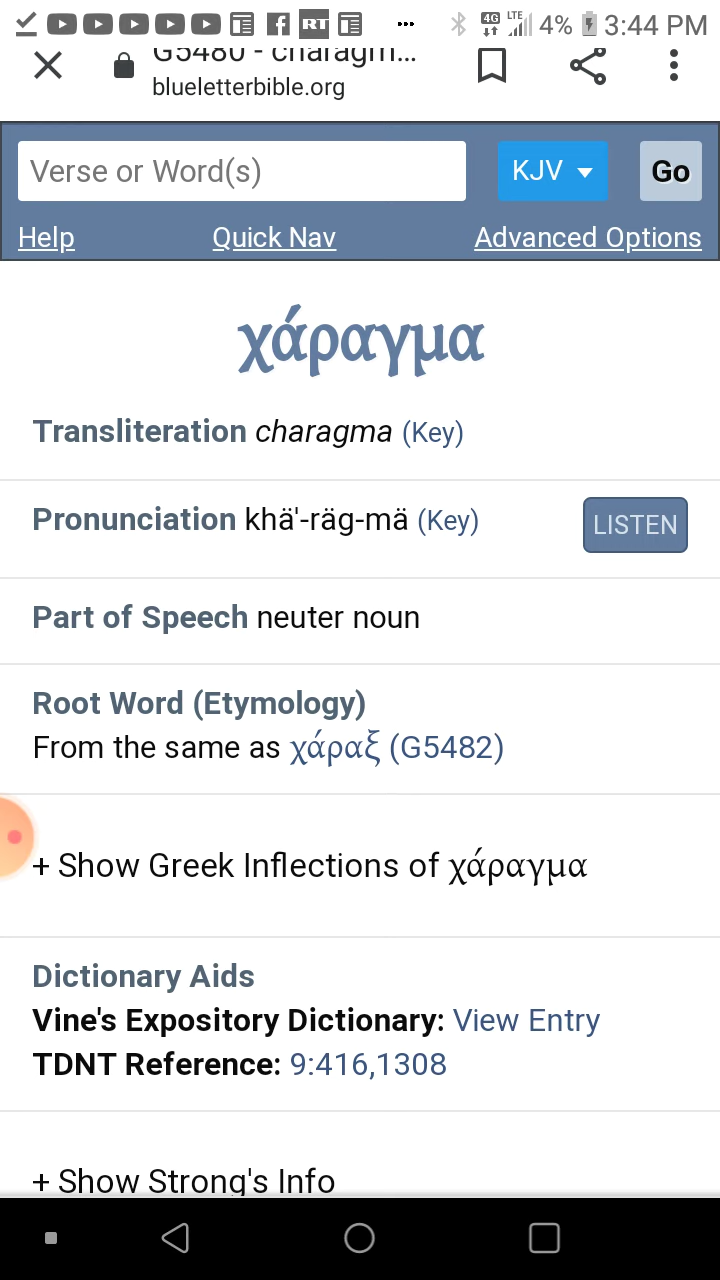 RT 4G LTE 4% 3:44 PM
G5480 - charagm...
blueletterbible.org
Verse or Word(s) KJV Go
Help Quick Nav Advanced Options
χάραγμα
Transliteration charagma (Key)
Pronunciation khä'-räg-mä (Key) LISTEN
Part of Speech neuter noun
Root Word (Etymology)
From the same as χάραξ (G5482)
+ Show Greek Inflections of χάραγμα
Dictionary Aids
Vine's Expository Dictionary: View Entry
TDNT Reference: 9:416,1308
+ Show Strong's Info